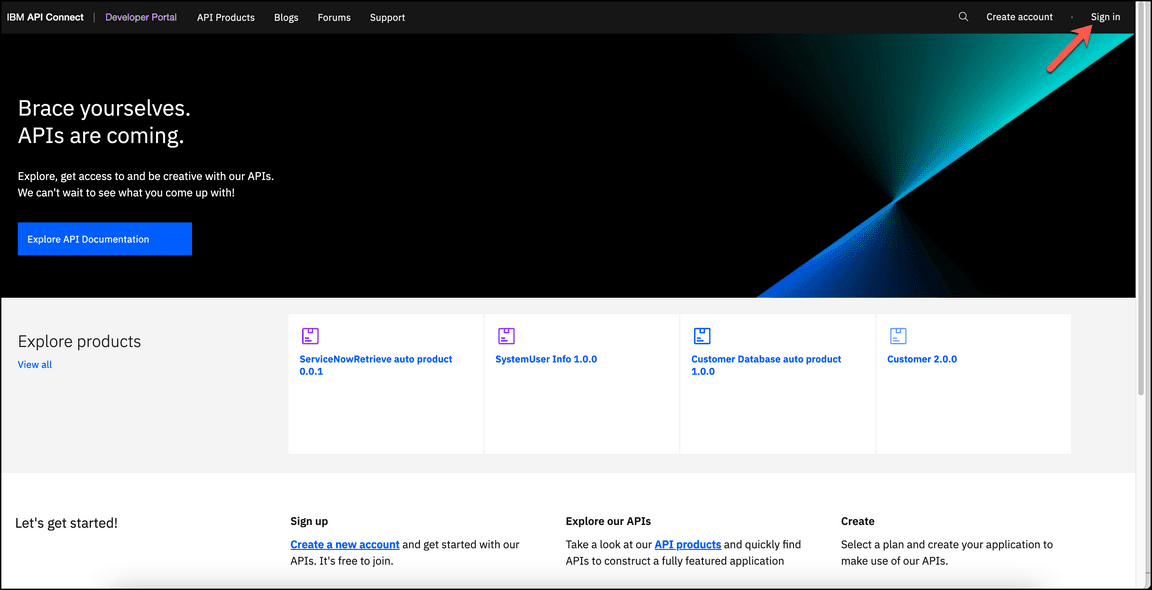 IBM API Connect | Developer Portal API Products Blogs Forums Support Create account Sign in
Brace yourselves.
APIs are coming.
Explore, get access to and be creative with our APIs.
We can't wait to see what you come up with!
Explore API Documentation
Explore products
View all
ServiceNowRetrieve auto product
0.0.1
SystemUser Info 1.0.0
Customer Database auto product
1.0.0
Customer 2.0.0
Let's get started!
Sign up
Create a new account and get started with our
APIs. It's free to join.
Explore our APIs
Take a look at our API products and quickly find
APIs to construct a fully featured application
Create
Select a plan and create your application to
make use of our APIs.